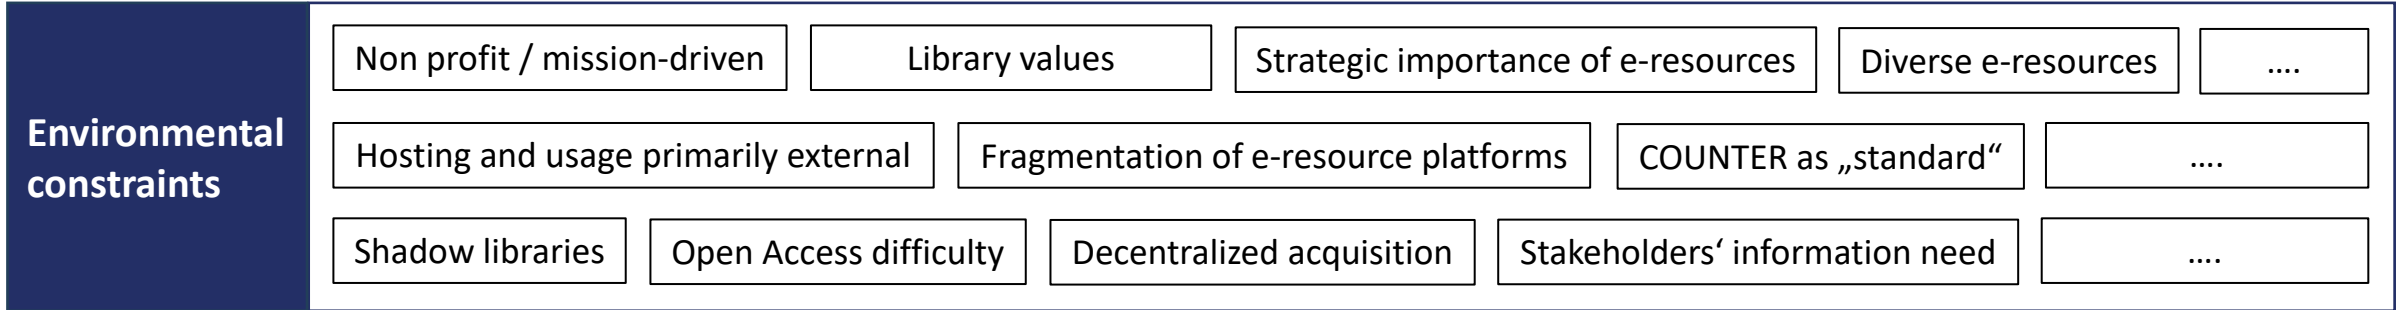 Environmental
constraints
Non profit / mission-driven
Library values
Strategic importance of e-resources
Diverse e-resources
....
Hosting and usage primarily external
Fragmentation of e-resource platforms
COUNTER as „standard“
....
Shadow libraries
Open Access difficulty
Decentralized acquisition
Stakeholders‘ information need
....